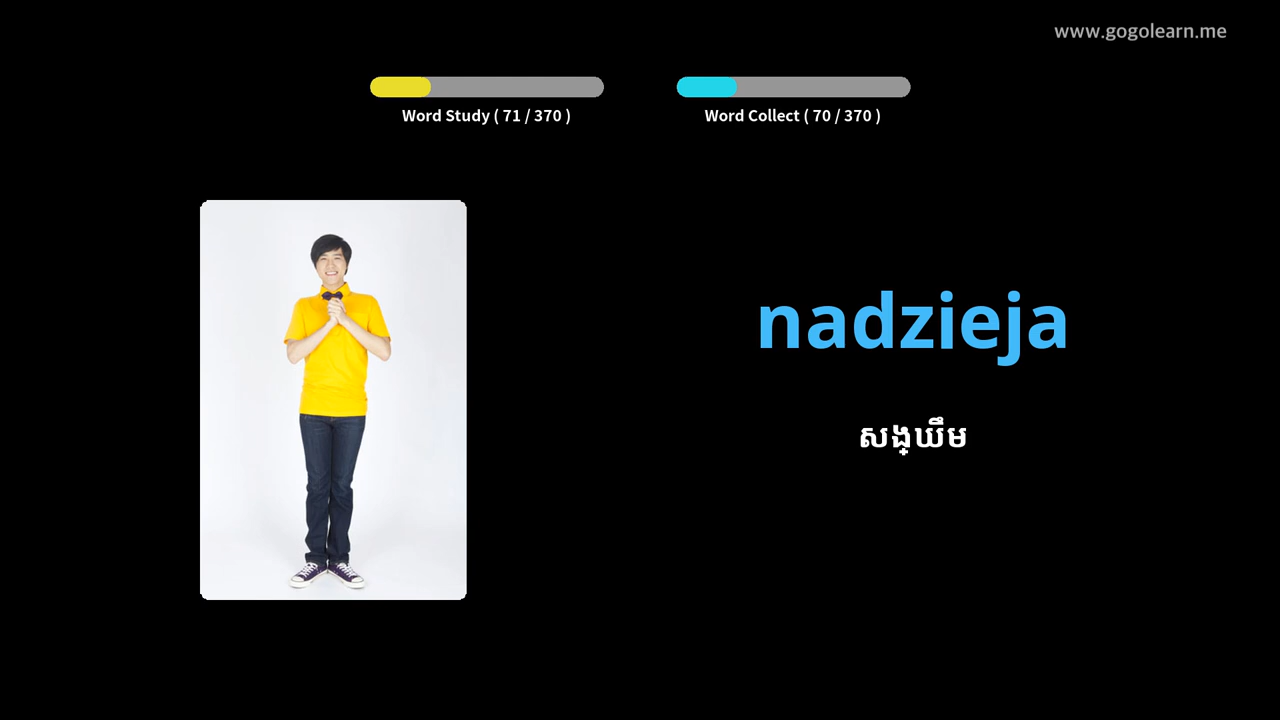 www.gogolearn.me
Word Study ( 71 / 370 )
Word Collect ( 70 / 370 )
nadzieja
សង្ឃឹម